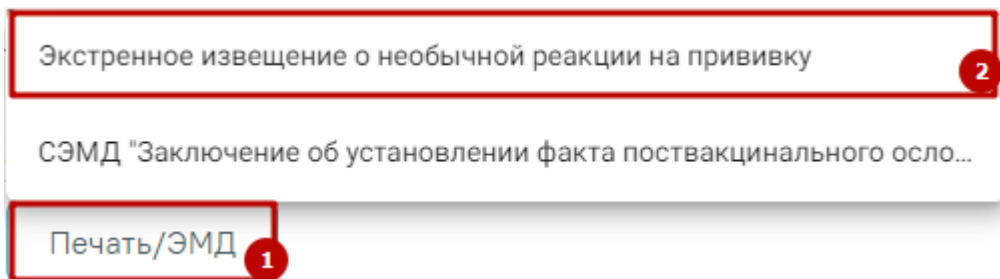 Экстренное извещение о необычной реакции на прививку
2
СЭМД "Заключение об установлении факта поствакцинального осло...
Печать/ЭМД
1